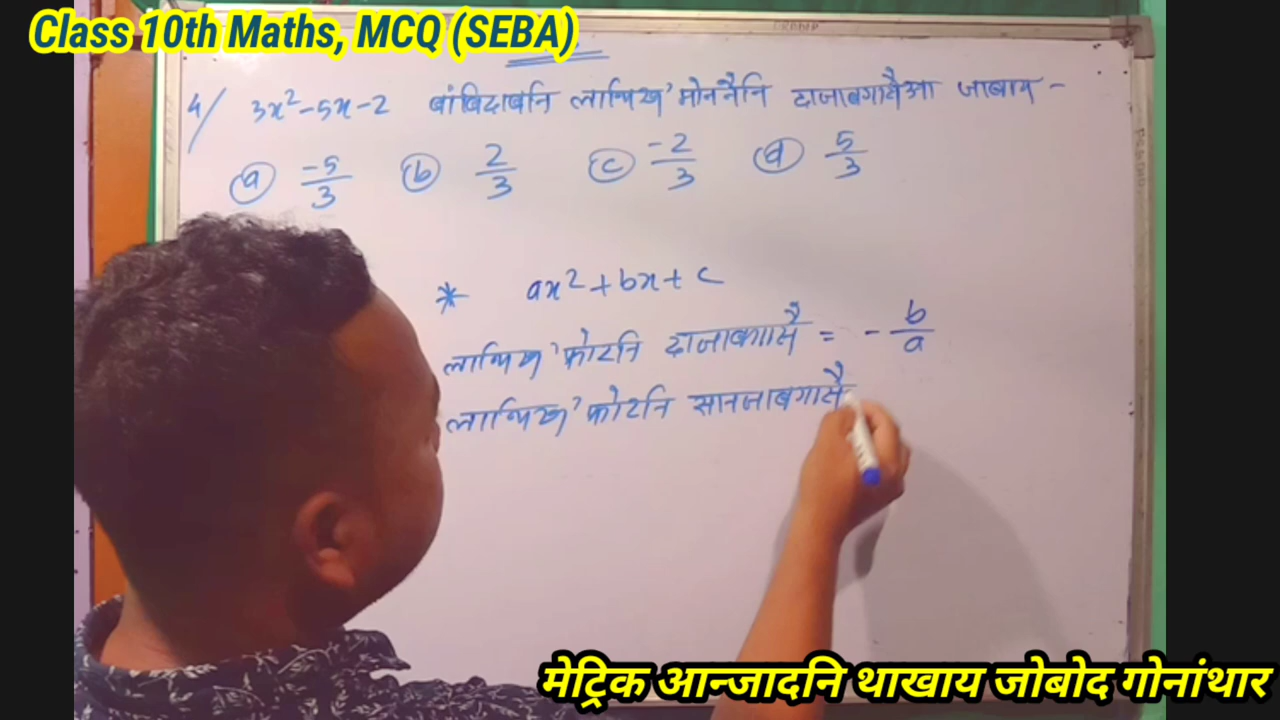 Class 10th Maths, MCQ (SEBA)
4/ 3x²-5x-2 बांबिदाबनि लाथिख' मोननैनि दाजाबगासैआ जाबाय -
(a) -5/3 (b) 2/3 (c) -2/3 (d) 5/3
* ax²+bx+c
लाथिख' फोरनि दाजाबगासै = - b/a
लाथिख' फोरनि सानजाबगासै
मेट्रिक आन्जादनि थाखाय जोबोद गोनांथार